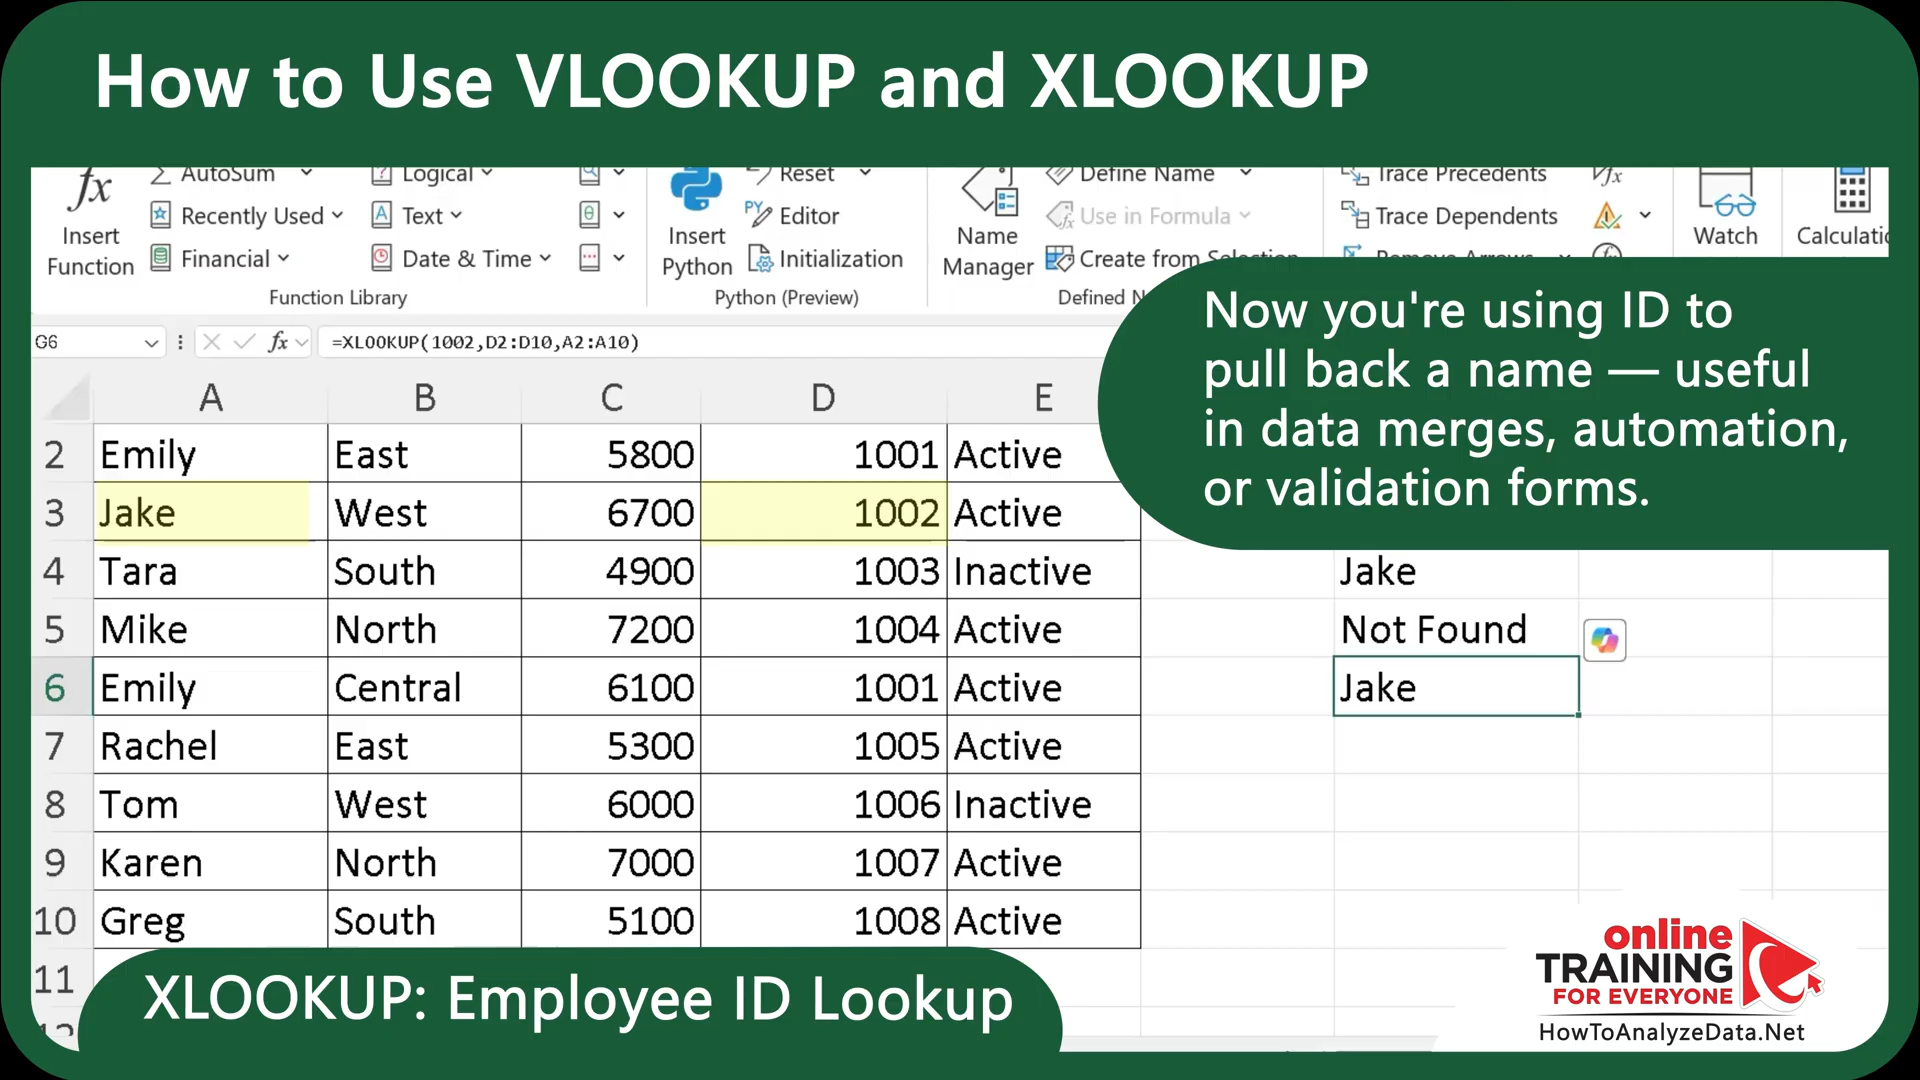 How to Use VLOOKUP and XLOOKUP
fx AutoSum Logical Reset Define Name Trace Precedents fx
Recently Used Text Editor Use in Formula Trace Dependents
Insert Function Financial Date & Time Insert Python Initialization Name Manager Create from Selection Remove Arrows Watch
Function Library Python (Preview)
Now you're using ID to
pull back a name — useful
in data merges, automation,
or validation forms.
G6 fx =XLOOKUP(1002,D2:D10,A2:A10)
A B C D E
2 Emily East 5800 1001 Active
3 Jake West 6700 1002 Active
4 Tara South 4900 1003 Inactive Jake
5 Mike North 7200 1004 Active Not Found
6 Emily Central 6100 1001 Active Jake
7 Rachel East 5300 1005 Active
8 Tom West 6000 1006 Inactive
9 Karen North 7000 1007 Active
10 Greg South 5100 1008 Active
11
XLOOKUP: Employee ID Lookup
online
TRAINING
FOR EVERYONE
HowToAnalyzeData.Net